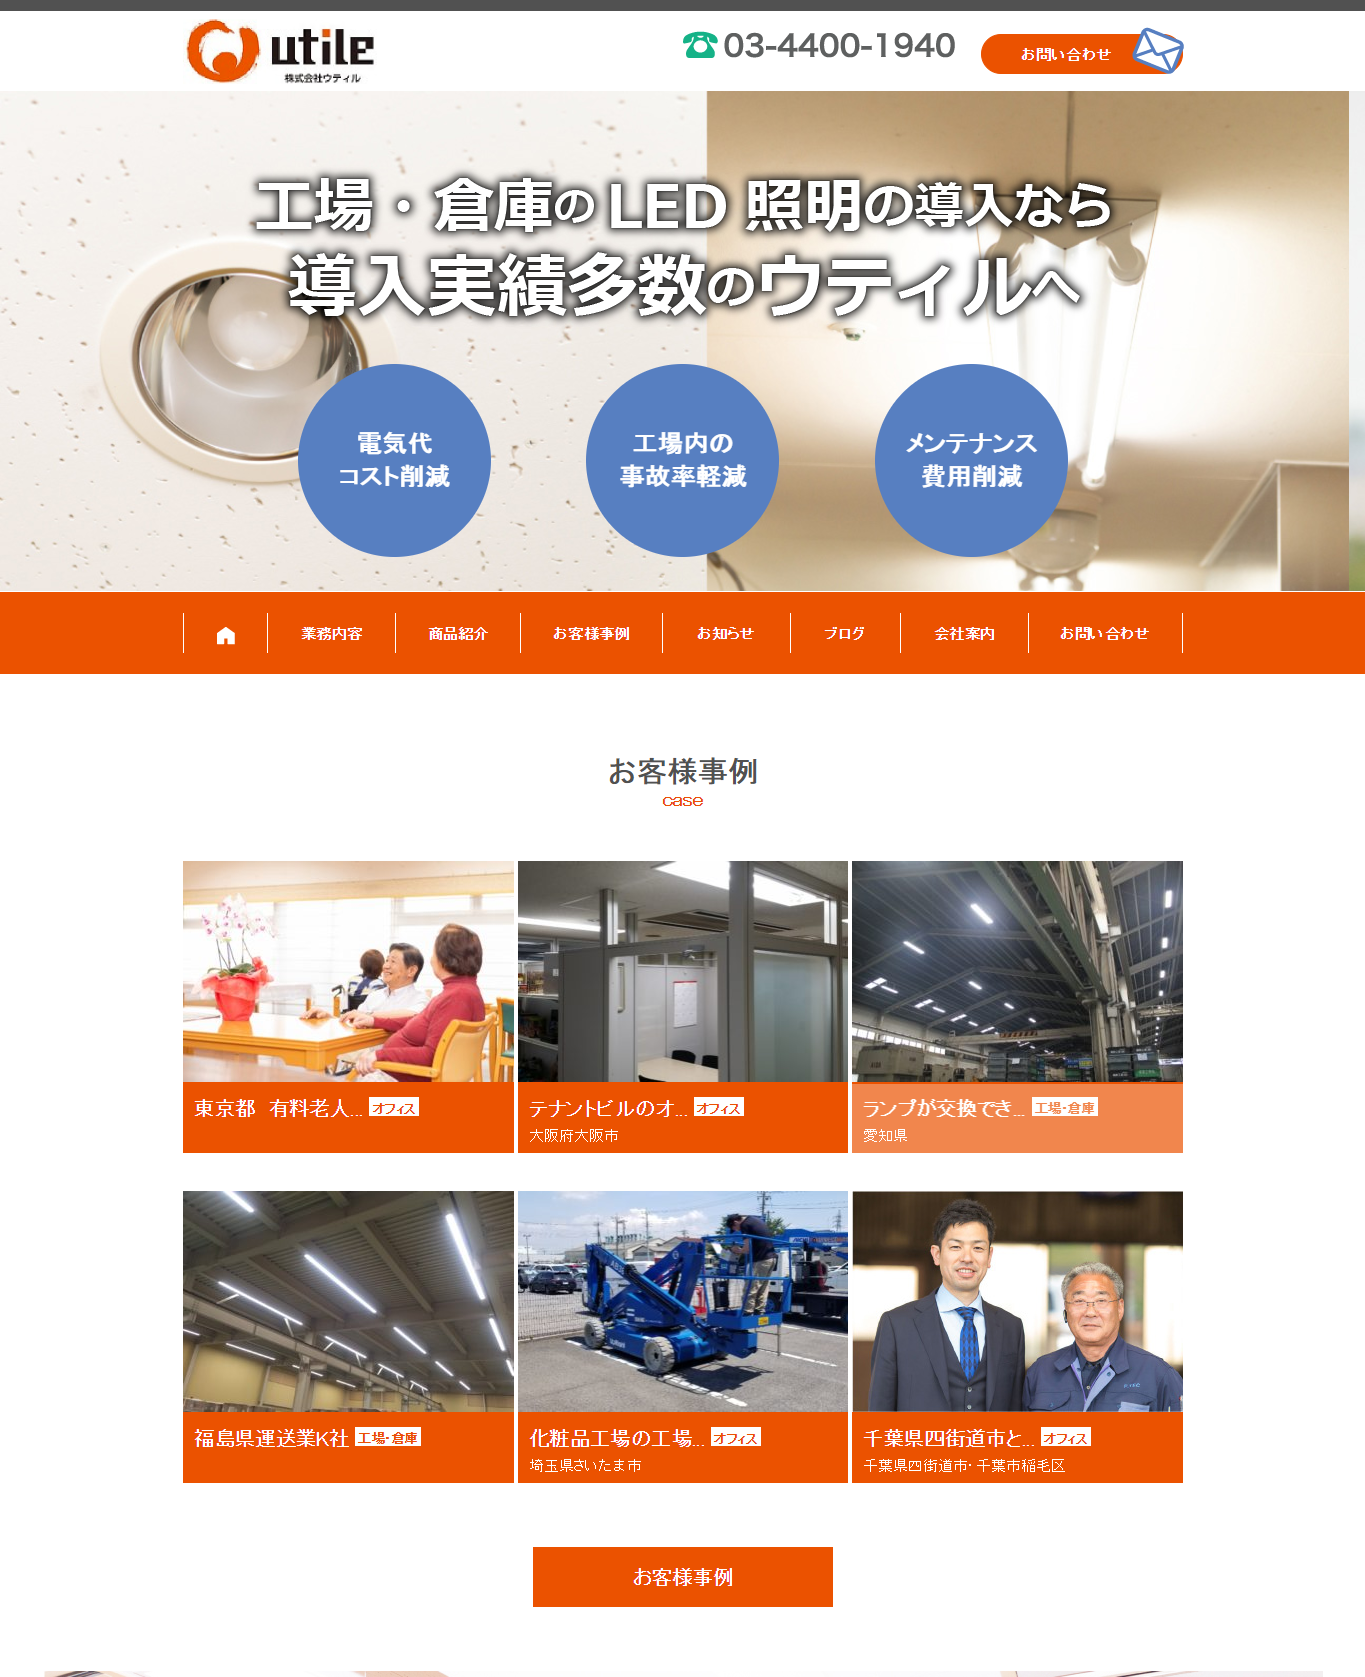 utile
株式会社ウティル
03-4400-1940
お問い合わせ
工場・倉庫のLED 照明の導入なら
導入実績多数のウティルへ
電気代
コスト削減
工場内の
事故率軽減
メンテナンス
費用削減
業務内容
商品紹介
お客様事例
お知らせ
ブログ
会社案内
お問い合わせ
お客様事例
case
東京都　有料老人... オフィス
テナントビルのオ... オフィス
大阪府大阪市
ランプが交換でき... 工場・倉庫
愛知県
福島県運送業K社 工場・倉庫
化粧品工場の工場... オフィス
埼玉県さいたま市
千葉県四街道市と... オフィス
千葉県四街道市・千葉市稲毛区
お客様事例